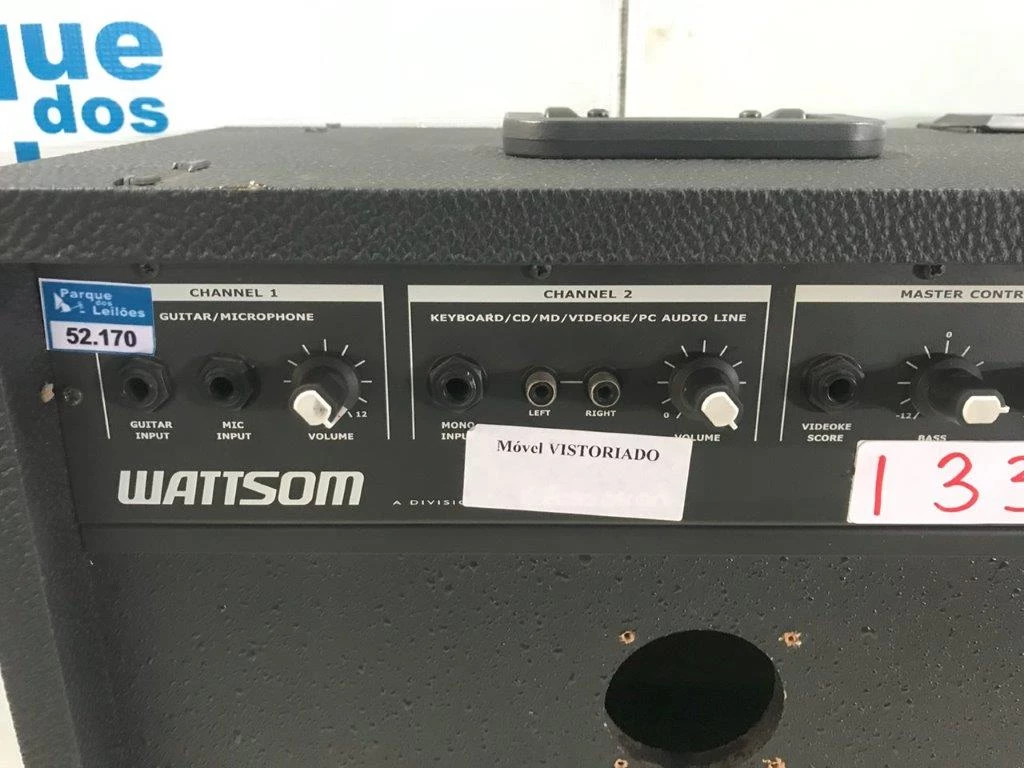 que
dos
Parque
dos
Leilões
52.170
CHANNEL 1
GUITAR/MICROPHONE
GUITAR
INPUT
MIC
INPUT
12
VOLUME
CHANNEL 2
KEYBOARD/CD/MD/VIDEOKE/PC AUDIO LINE
MONO
LEFT
RIGHT
0
VOLUME
MASTER
VIDEOKE
SCORE
0
-12
BASS
WATTSOM
A
Móvel VISTORIADO
133